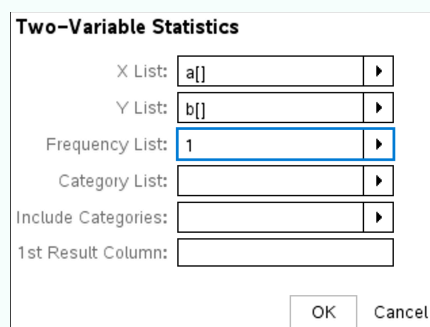 Two-Variable Statistics
X List: a[]
Y List: b[]
Frequency List: 1
Category List:
Include Categories:
1st Result Column:
OK Cancel